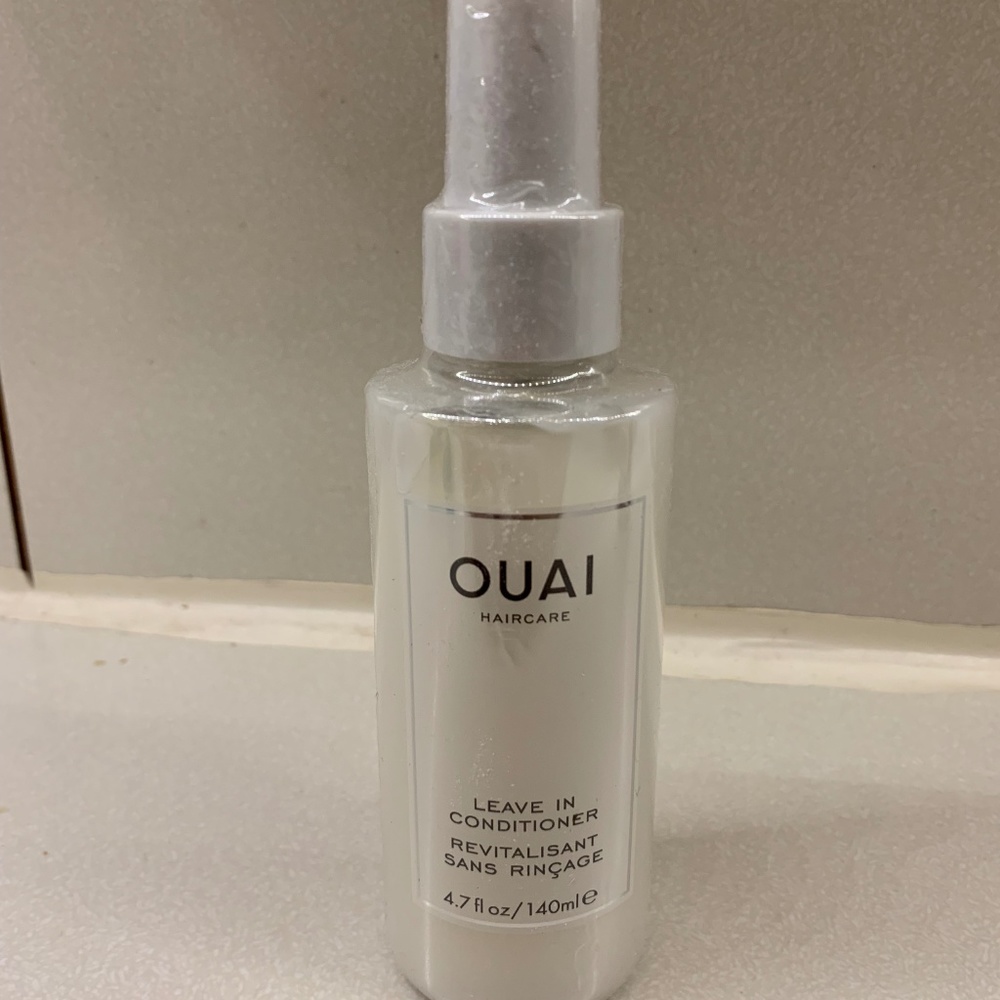 OUAI
HAIRCARE
LEAVE IN
CONDITIONER
REVITALISANT
SANS RINÇAGE
4.7 fl oz/140ml ℮